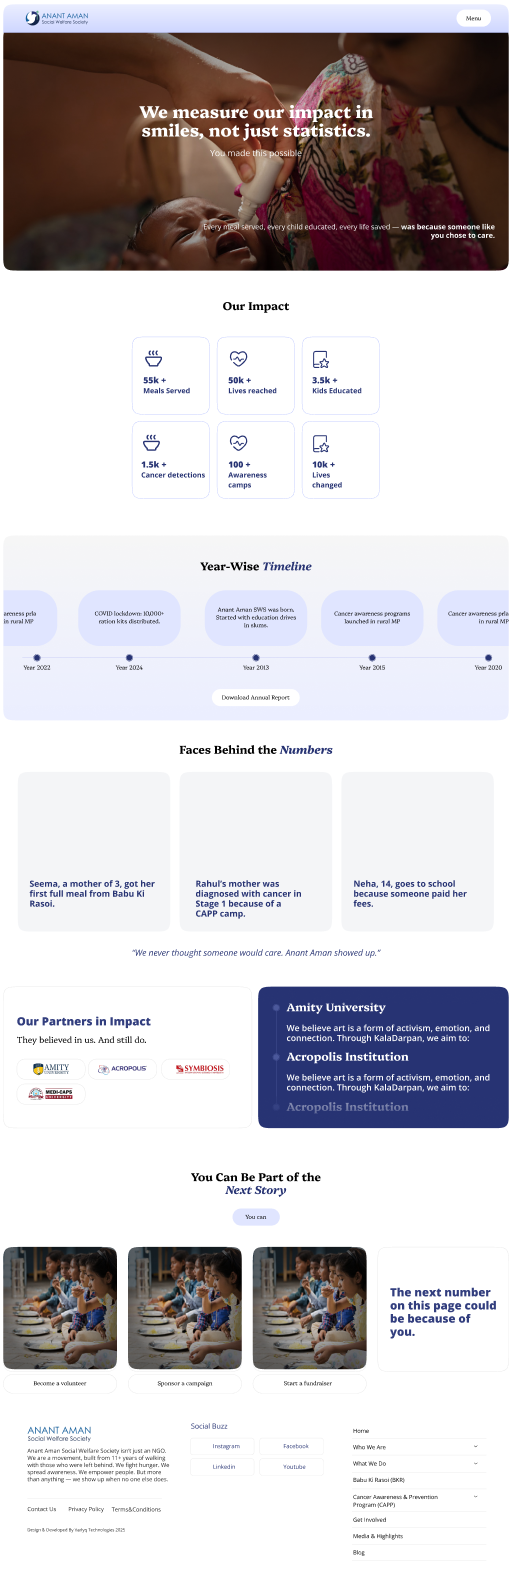 ANANT AMAN
Social Welfare Society
Menu
We measure our impact in
smiles, not just statistics.
You made this possible
Every meal served, every child educated, every life saved — was because someone like
you chose to care.
Our Impact
55k +
Meals Served
50k +
Lives reached
3.5k +
Kids Educated
1.5k +
Cancer detections
100 +
Awareness
camps
10k +
Lives
changed
Year-Wise Timeline
areness prla
in rural MP
COVID lockdown: 10,000+
ration kits distributed.
Anant Aman SWS was born.
Started with education drives
in slums.
Cancer awareness programs
launched in rural MP
Cancer awareness prla
in rural MP
Year 2022
Year 2024
Year 2013
Year 2015
Year 2020
Download Annual Report
Faces Behind the Numbers
Seema, a mother of 3, got her
first full meal from Babu Ki
Rasoi.
Rahul's mother was
diagnosed with cancer in
Stage 1 because of a
CAPP camp.
Neha, 14, goes to school
because someone paid her
fees.
"We never thought someone would care. Anant Aman showed up."
Our Partners in Impact
They believed in us. And still do.
AMITY
UNIVERSITY
ACROPOLIS
SYMBIOSIS
MEDI-CAPS
UNIVERSITY
Amity University
We believe art is a form of activism, emotion, and
connection. Through KalaDarpan, we aim to:
Acropolis Institution
We believe art is a form of activism, emotion, and
connection. Through KalaDarpan, we aim to:
Acropolis Institution
You Can Be Part of the
Next Story
You can
The next number
on this page could
be because of
you.
Become a volunteer
Sponsor a campaign
Start a fundraiser
ANANT AMAN
Social Welfare Society
Anant Aman Social Welfare Society isn't just an NGO.
We are a movement, built from 11+ years of walking
with those who were left behind. We fight hunger. We
spread awareness. We empower people. But more
than anything — we show up when no one else does.
Contact Us
Privacy Policy
Terms&Conditions
Social Buzz
Instagram
Facebook
Linkedin
Youtube
Home
Who We Are
What We Do
Babu Ki Rasoi (BKR)
Cancer Awareness & Prevention
Program (CAPP)
Get Involved
Media & Highlights
Blog